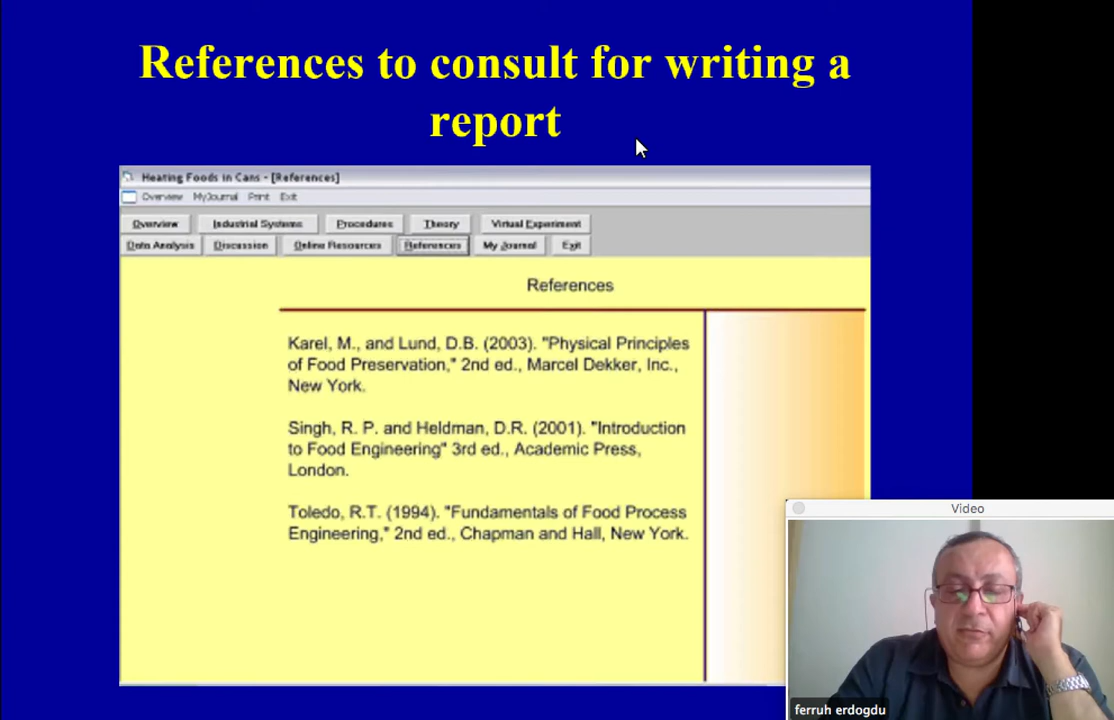 References to consult for writing a
report
Heating Foods in Cans - [References]
Overview MyJournal Print Exit
Overview Industrial Systems Procedures Theory Virtual Experiment
Data Analysis Discussion Online Resources References My Journal Exit
References
Karel, M., and Lund, D.B. (2003). "Physical Principles
of Food Preservation," 2nd ed., Marcel Dekker, Inc.,
New York.
Singh, R. P. and Heldman, D.R. (2001). "Introduction
to Food Engineering" 3rd ed., Academic Press,
London.
Toledo, R.T. (1994). "Fundamentals of Food Process
Engineering," 2nd ed., Chapman and Hall, New York.
Video
ferruh erdogdu